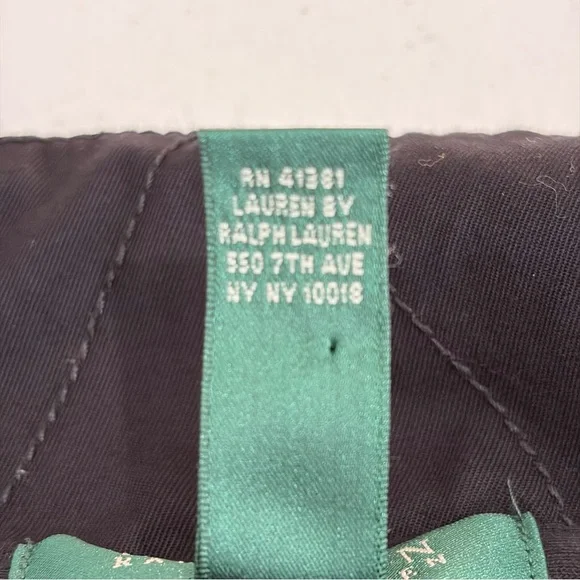 RN 41381
LAUREN BY
RALPH LAUREN
550 7TH AVE
NY NY 10018